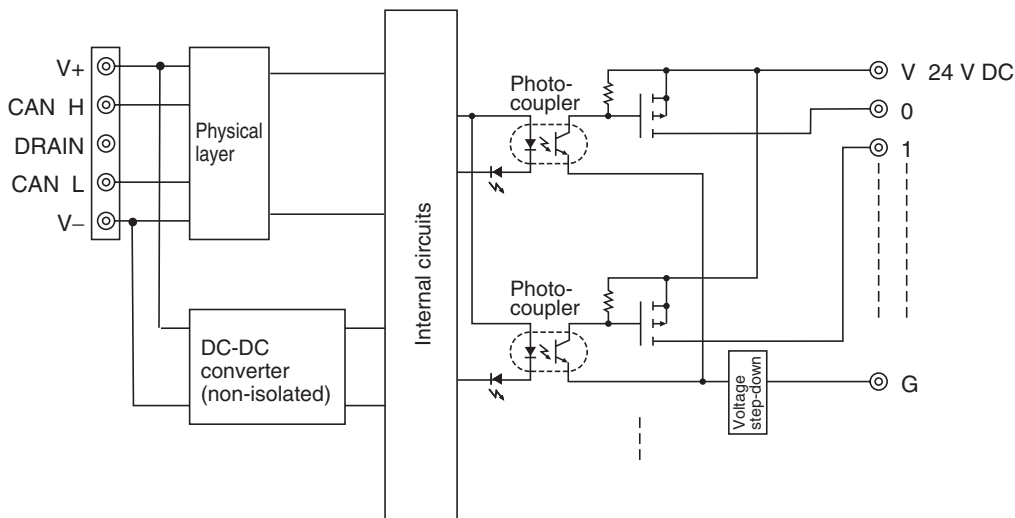 V+
CAN H
DRAIN
CAN L
V–
Physical
layer
DC-DC
converter
(non-isolated)
Internal circuits
Photo-
coupler
Photo-
coupler
V 24 V DC
0
1
Voltage
step-down
G